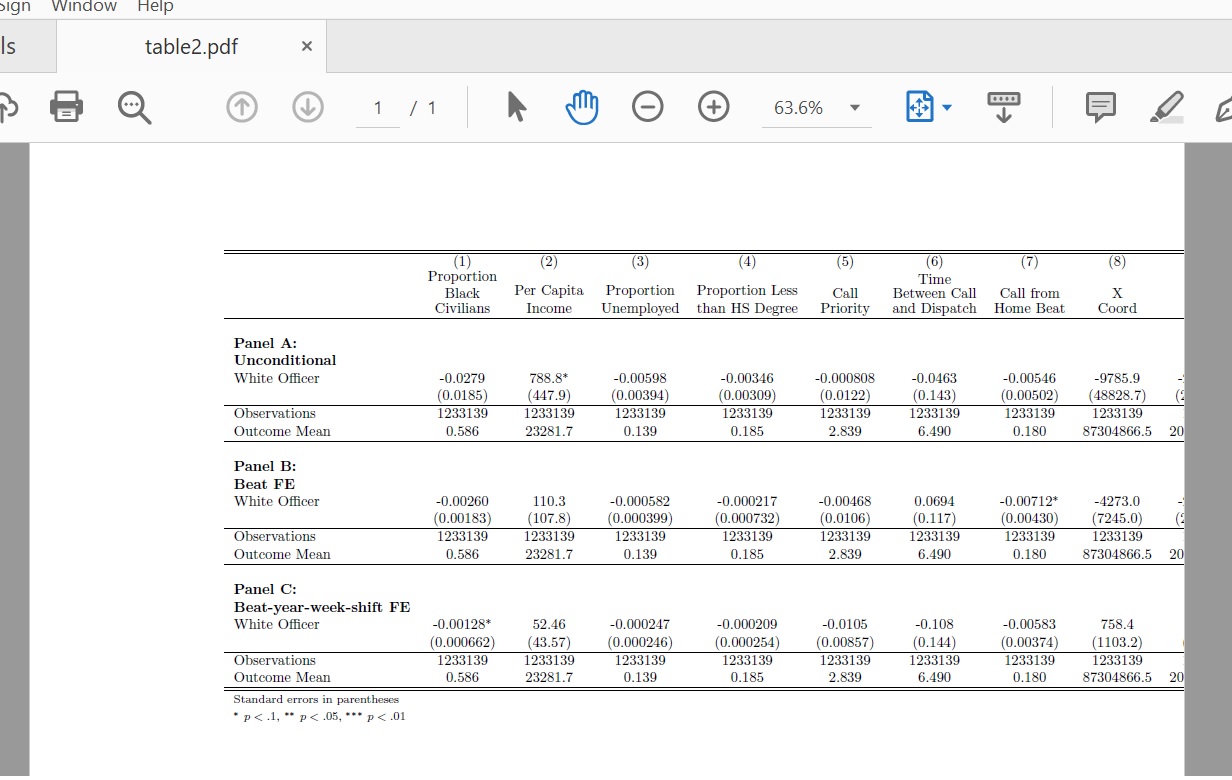 Sign Window Help
ls table2.pdf ×
1 / 1 63.6%
(1) (2) (3) (4) (5) (6) (7) (8)
Proportion Time
Black Per Capita Proportion Proportion Less Call Between Call Call from X
Civilians Income Unemployed than HS Degree Priority and Dispatch Home Beat Coord
Panel A:
Unconditional
White Officer -0.0279 788.8* -0.00598 -0.00346 -0.000808 -0.0463 -0.00546 -9785.9
(0.0185) (447.9) (0.00394) (0.00309) (0.0122) (0.143) (0.00502) (48828.7)
Observations 1233139 1233139 1233139 1233139 1233139 1233139 1233139 1233139
Outcome Mean 0.586 23281.7 0.139 0.185 2.839 6.490 0.180 87304866.5 20
Panel B:
Beat FE
White Officer -0.00260 110.3 -0.000582 -0.000217 -0.00468 0.0694 -0.00712* -4273.0
(0.00183) (107.8) (0.000399) (0.000732) (0.0106) (0.117) (0.00430) (7245.0)
Observations 1233139 1233139 1233139 1233139 1233139 1233139 1233139 1233139
Outcome Mean 0.586 23281.7 0.139 0.185 2.839 6.490 0.180 87304866.5 20
Panel C:
Beat-year-week-shift FE
White Officer -0.00128* 52.46 -0.000247 -0.000209 -0.0105 -0.108 -0.00583 758.4
(0.000662) (43.57) (0.000246) (0.000254) (0.00857) (0.144) (0.00374) (1103.2)
Observations 1233139 1233139 1233139 1233139 1233139 1233139 1233139 1233139
Outcome Mean 0.586 23281.7 0.139 0.185 2.839 6.490 0.180 87304866.5 20
Standard errors in parentheses
* p < .1, ** p < .05, *** p < .01